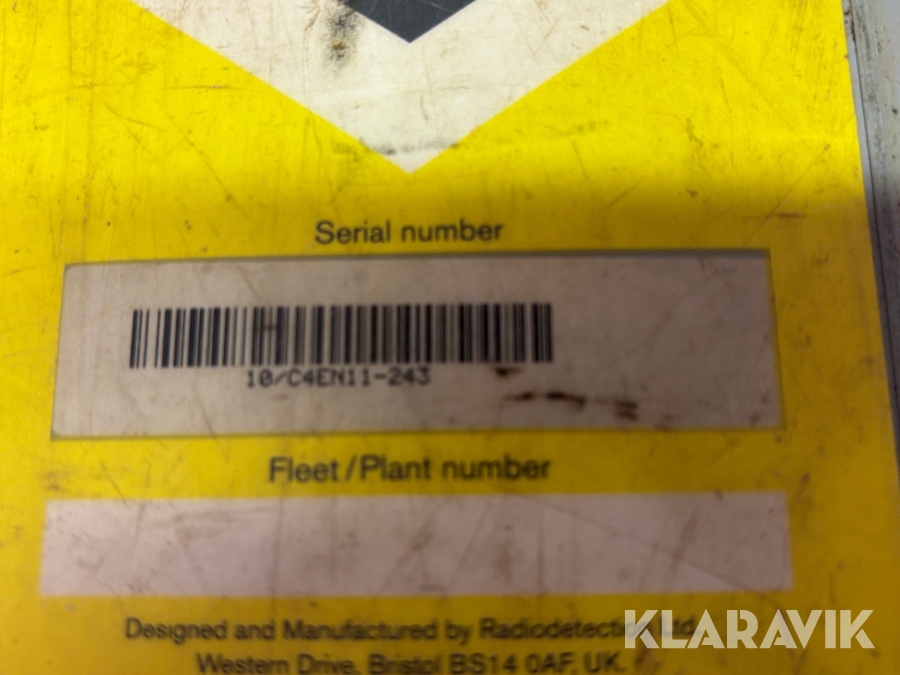 Serial number
10/C4EN11-243
Fleet/Plant number
Designed and Manufactured by Radiodetection Ltd
Western Drive, Bristol BS14 0AF, UK.
KLARAVIK